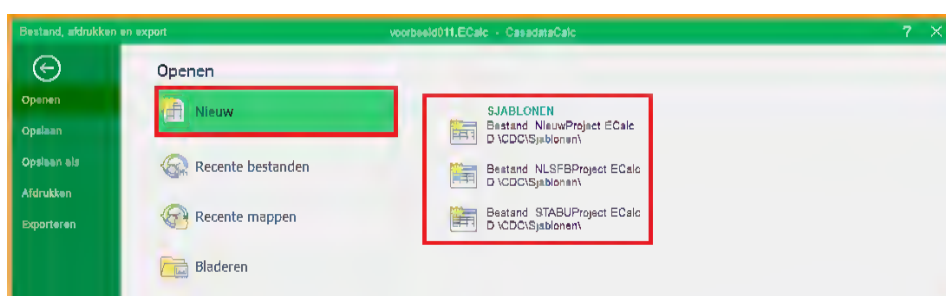 Bestand, afdrukken en export
voorbeeld011.ECalc - CasadataCalc
? ×
Openen
Opslaan
Opslaan als
Afdrukken
Exporteren
Openen
Nieuw
Recente bestanden
Recente mappen
Bladeren
SJABLONEN
Bestand NieuwProject ECalc
D \CDC\Sjablonen\
Bestand NLSFBProject ECalc
D \CDC\Sjablonen\
Bestand STABUProject ECalc
D \CDC\Sjablonen\